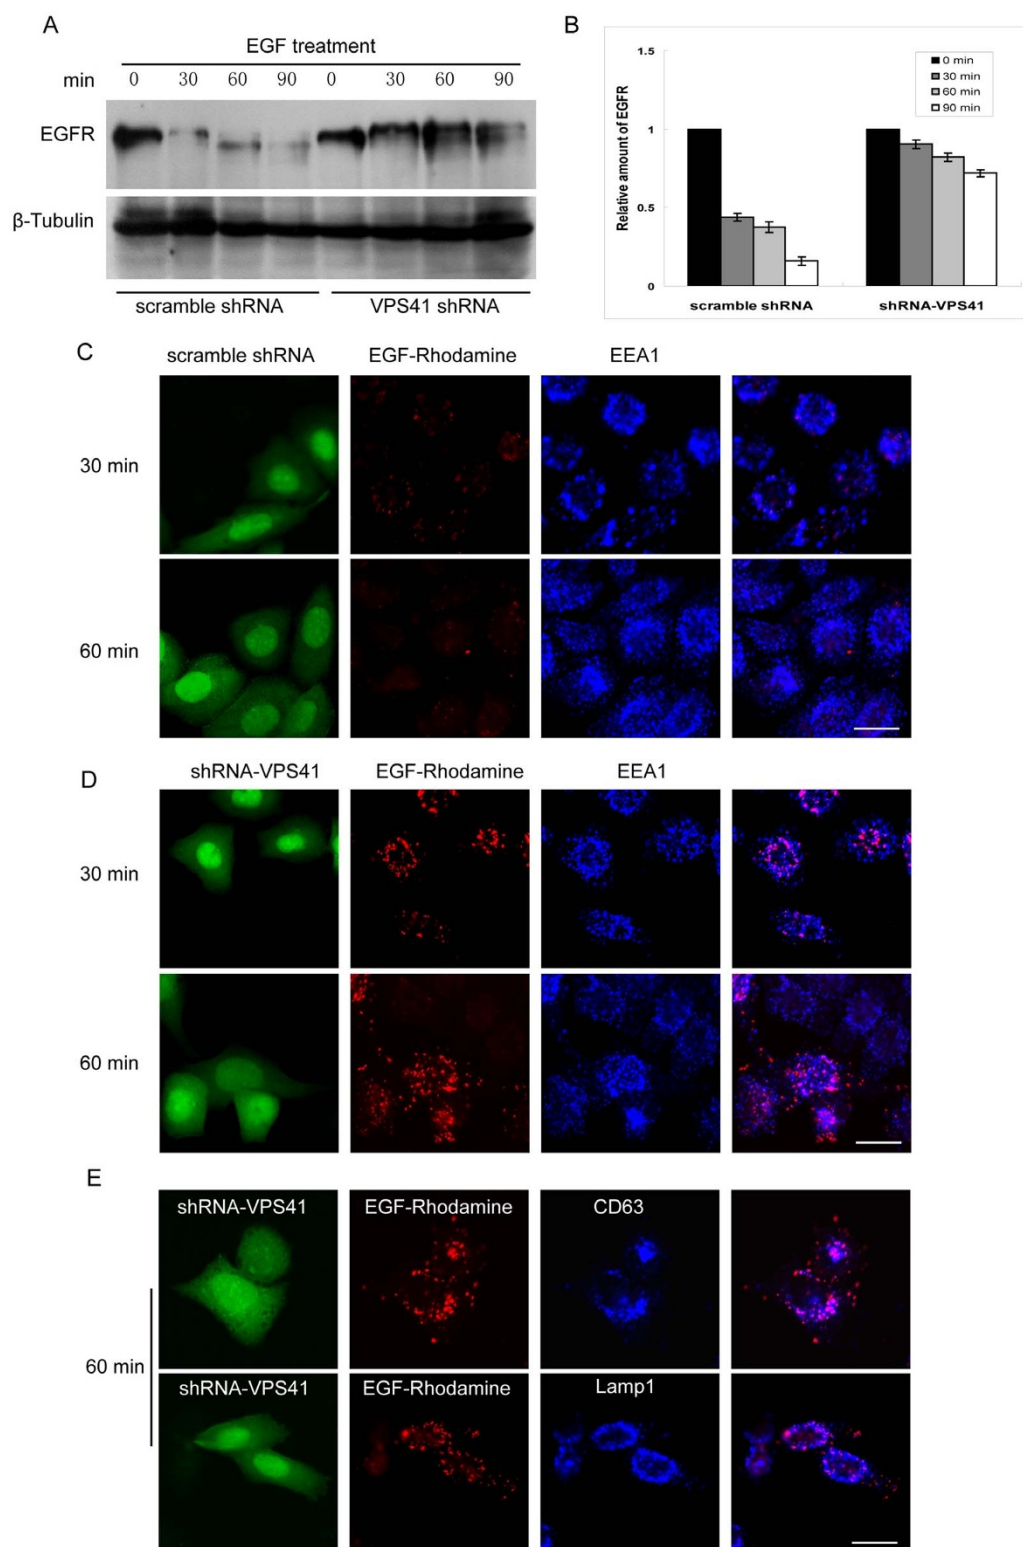 A
EGF treatment
min 0 30 60 90 0 30 60 90
EGFR
β-Tubulin
scramble shRNA VPS41 shRNA
B
Relative amount of EGFR
1.5
1
0.5
0
0 min
30 min
60 min
90 min
scramble shRNA shRNA-VPS41
C
scramble shRNA EGF-Rhodamine EEA1
30 min
60 min
D
shRNA-VPS41 EGF-Rhodamine EEA1
30 min
60 min
E
shRNA-VPS41 EGF-Rhodamine CD63
60 min
shRNA-VPS41 EGF-Rhodamine Lamp1